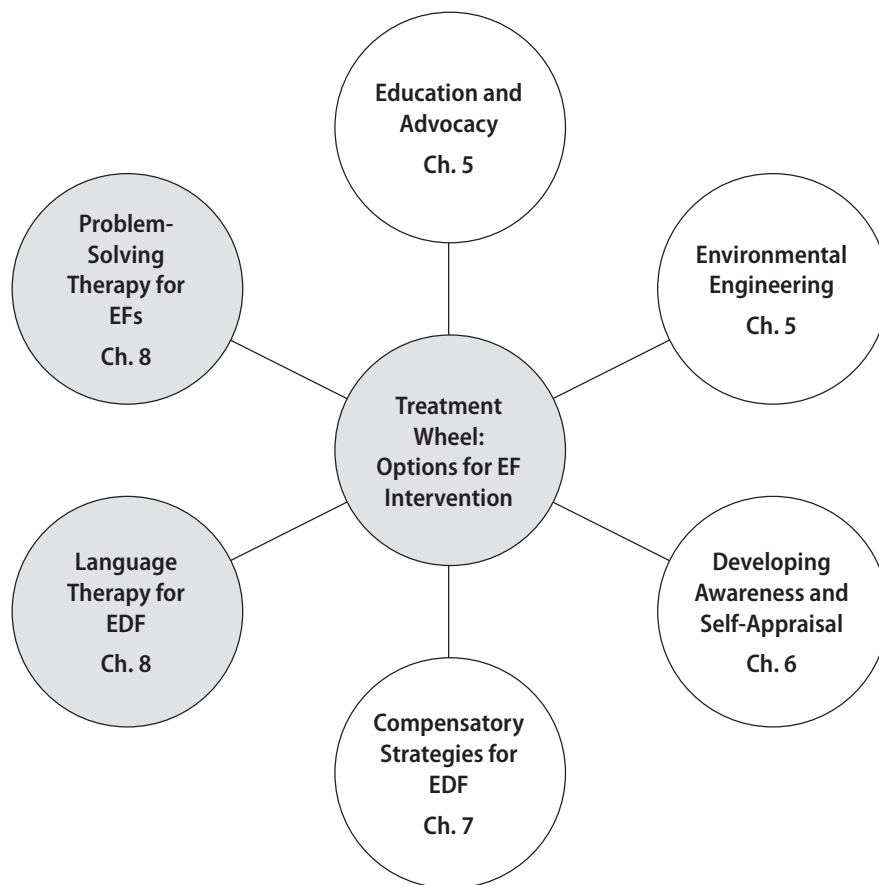 Education and
Advocacy
Ch. 5
Problem-
Solving
Therapy for
EFs
Ch. 8
Environmental
Engineering
Ch. 5
Treatment
Wheel:
Options for EF
Intervention
Language
Therapy for
EDF
Ch. 8
Developing
Awareness and
Self-Appraisal
Ch. 6
Compensatory
Strategies for
EDF
Ch. 7